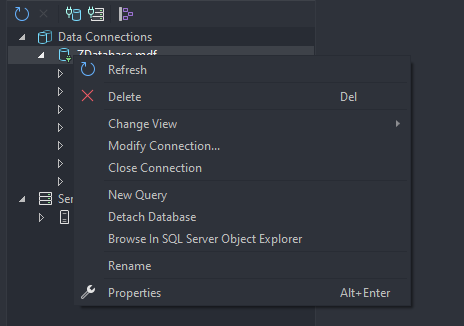 Data Connections
ZDatabase.mdf
Refresh
Delete Del
Change View
Modify Connection...
Close Connection
New Query
Detach Database
Browse In SQL Server Object Explorer
Rename
Properties Alt+Enter